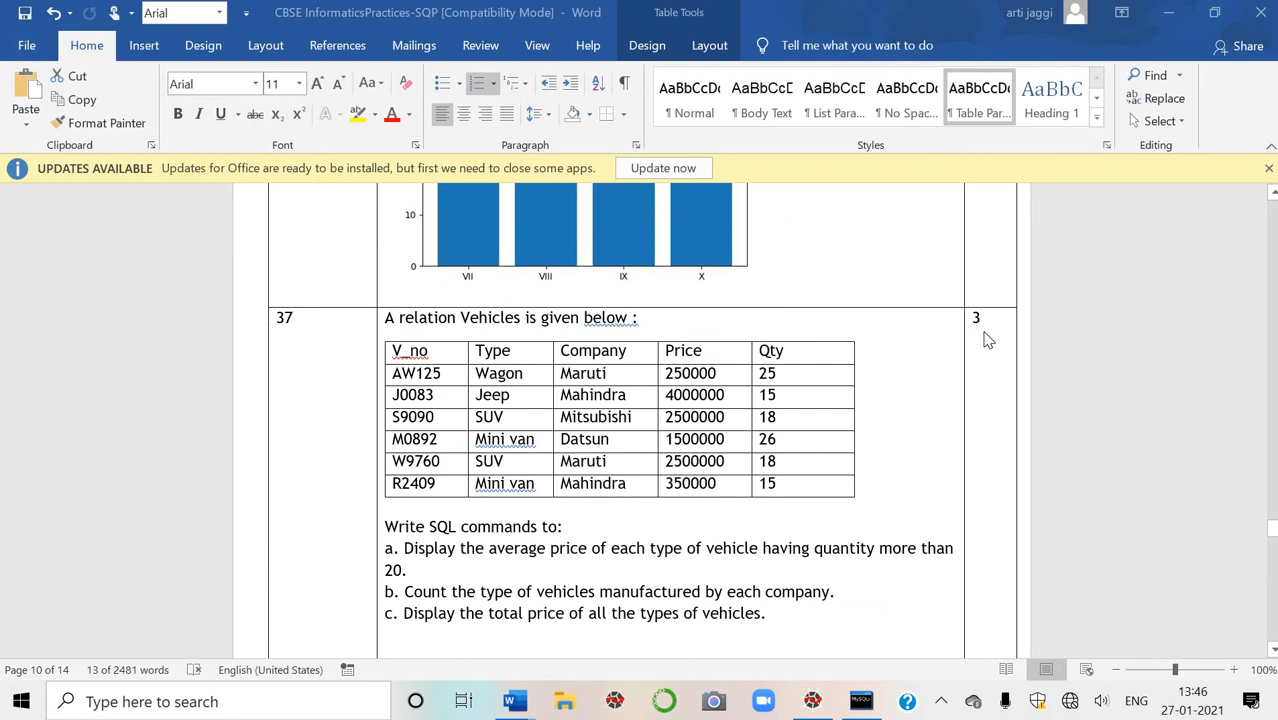 Arial
CBSE InformaticsPractices-SQP [Compatibility Mode] - Word
Table Tools
arti jaggi
File Home Insert Design Layout References Mailings Review View Help Design Layout Tell me what you want to do Share
Paste
Cut
Copy
Format Painter
Clipboard
Arial 11
Font
Paragraph
AaBbCcDc AaBbCcE AaBbCcE AaBbCcDc AaBbCcDc AaBbC
¶ Normal ¶ Body Text ¶ List Para... ¶ No Spac... ¶ Table Par... Heading 1
Styles
Find
Replace
Select
Editing
UPDATES AVAILABLE Updates for Office are ready to be installed, but first we need to close some apps. Update now
10
0
VII VIII IX X
37 A relation Vehicles is given below : 3
V_no Type Company Price Qty
AW125 Wagon Maruti 250000 25
J0083 Jeep Mahindra 4000000 15
S9090 SUV Mitsubishi 2500000 18
M0892 Mini van Datsun 1500000 26
W9760 SUV Maruti 2500000 18
R2409 Mini van Mahindra 350000 15
Write SQL commands to:
a. Display the average price of each type of vehicle having quantity more than
20.
b. Count the type of vehicles manufactured by each company.
c. Display the total price of all the types of vehicles.
Page 10 of 14 13 of 2481 words English (United States) 100%
Type here to search
ENG
13:46
27-01-2021